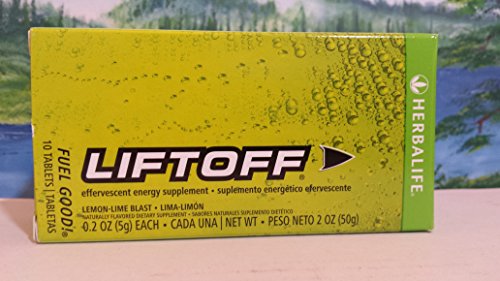 LIFTOFF®
effervescent energy supplement • suplemento energético efervescente
LEMON-LIME BLAST • LIMA-LIMÓN
NATURALLY FLAVORED DIETARY SUPPLEMENT • SABORES NATURALES SUPLEMENTO DIETÉTICO
0.2 OZ (5g) EACH • CADA UNA | NET WT • PESO NETO 2 OZ (50g)
FUEL GOOD!®
10 TABLETS | TABLETAS
HERBALIFE